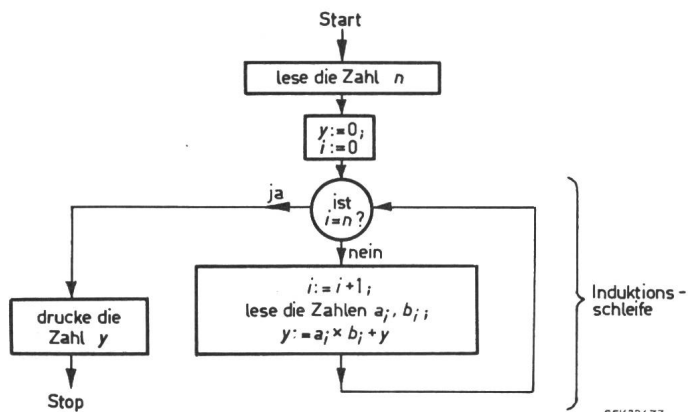 Start
lese die Zahl n
y:=0;
i:=0
ja
ist
i=n?
nein
i:=i+1;
lese die Zahlen a_i, b_i;
y:=a_i × b_i + y
Induktions-
schleife
drucke die
Zahl y
Stop